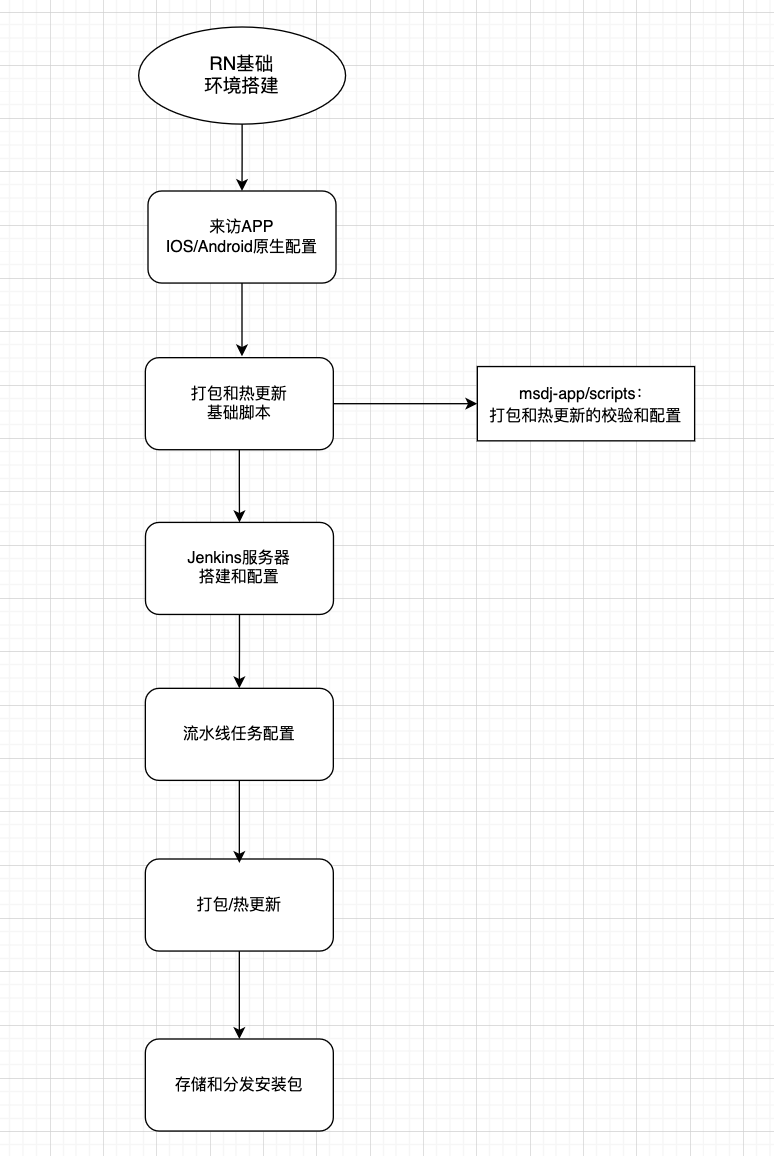 RN基础
环境搭建
来访APP
IOS/Android原生配置
打包和热更新
基础脚本
msdj-app/scripts：
打包和热更新的校验和配置
Jenkins服务器
搭建和配置
流水线任务配置
打包/热更新
存储和分发安装包